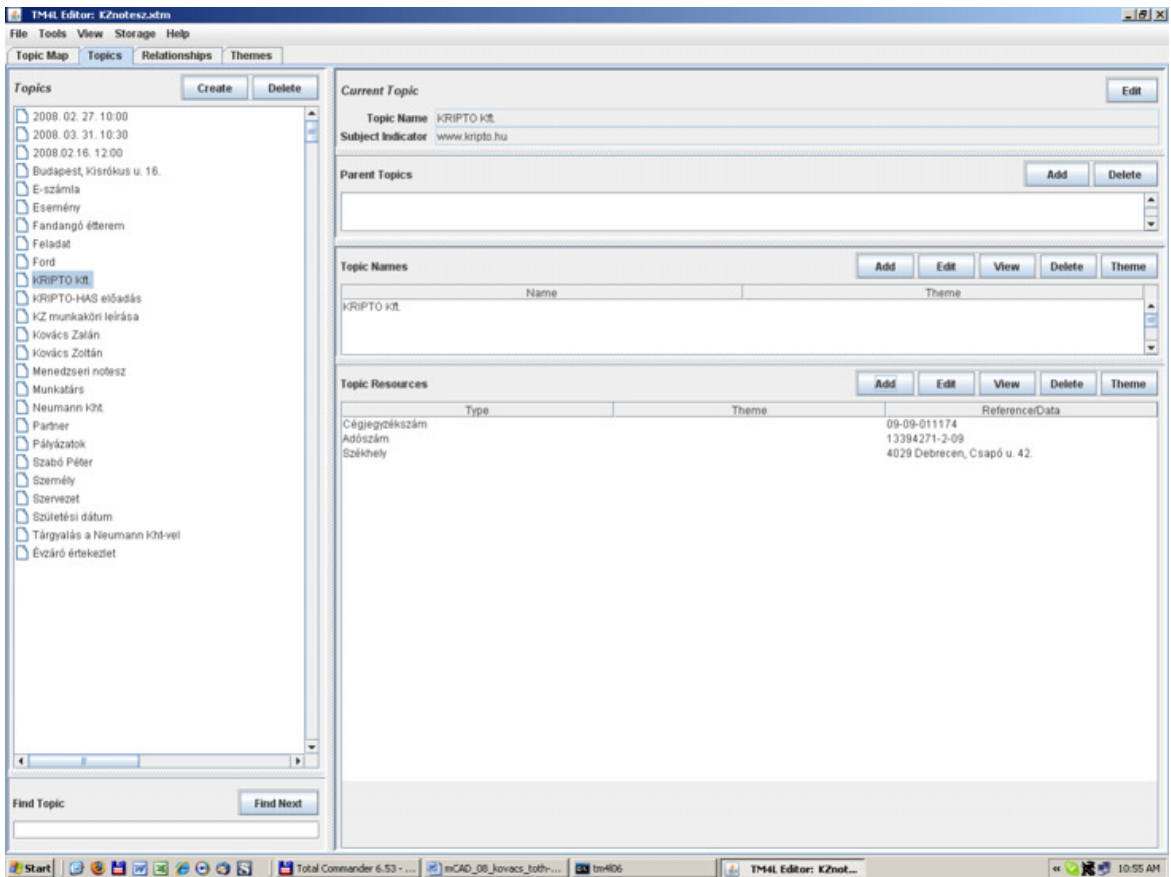 TM4L Editor: KZnotesz.xtm
File Tools View Storage Help
Topic Map Topics Relationships Themes
Topics Create Delete
2008. 02. 27. 10:00
2008. 03. 31. 10:30
2008.02.16. 12:00
Budapest, Kisrókus u. 16.
E-számla
Esemény
Fandangó étterem
Feladat
Ford
KRIPTO Kft.
KRIPTO-HAS előadás
KZ munkaköri leírása
Kovács Zalán
Kovács Zoltán
Menedzseri notesz
Munkatárs
Neumann Kht.
Partner
Pályázatok
Szabó Péter
Személy
Szervezet
Születési dátum
Tárgyalás a Neumann Kht-vel
Évzáró értekezlet
Find Topic Find Next
Current Topic Edit
Topic Name KRIPTO Kft.
Subject Indicator www.kripto.hu
Parent Topics Add Delete
Topic Names Add Edit View Delete Theme
Name Theme
KRIPTO Kft.
Topic Resources Add Edit View Delete Theme
Type Theme Reference/Data
Cégjegyzékszám 09-09-011174
Adószám 13394271-2-09
Székhely 4029 Debrecen, Csapó u. 42.
Start Total Commander 6.53 - ... mCAD_08_kovacs_toth-... tm4l06 TM4L Editor: KZnot... 10:55 AM